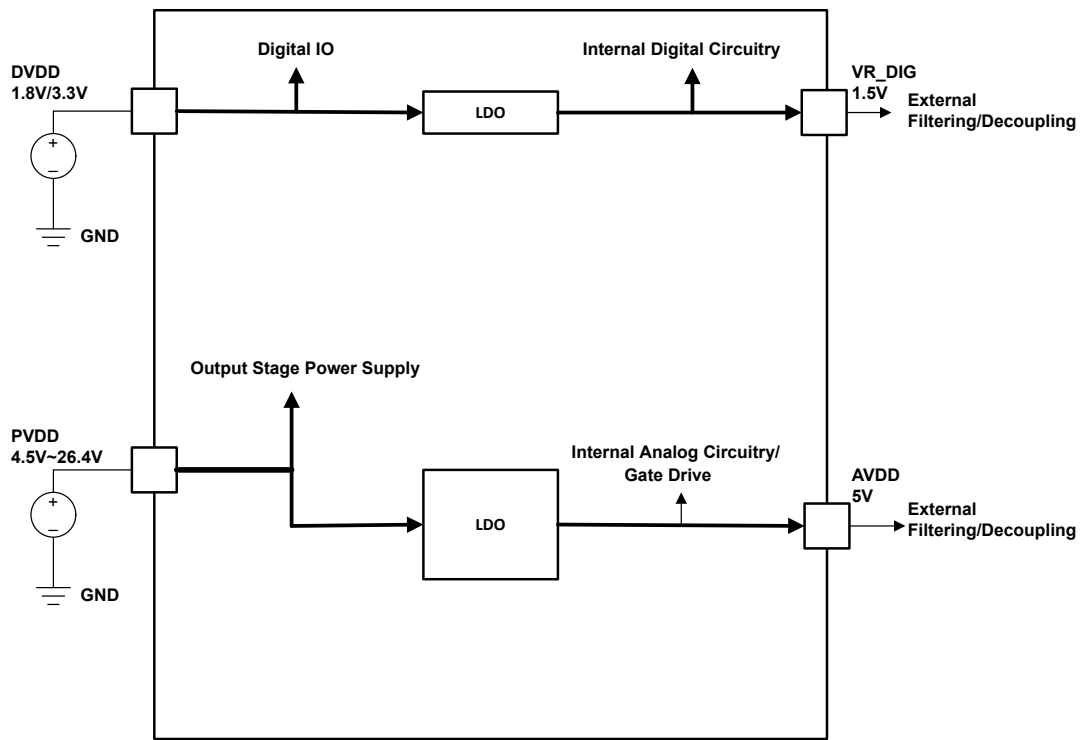 Digital IO
Internal Digital Circuitry
DVDD
1.8V/3.3V
VR_DIG
1.5V
External
Filtering/Decoupling
LDO
+
−
GND
Output Stage Power Supply
PVDD
4.5V~26.4V
Internal Analog Circuitry/
Gate Drive
AVDD
5V
External
Filtering/Decoupling
LDO
+
−
GND